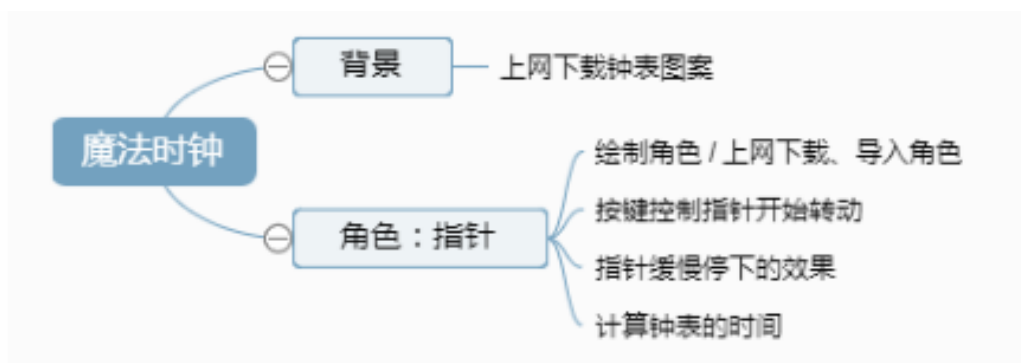 魔法时钟
背景
上网下载钟表图案
角色：指针
绘制角色 / 上网下载、导入角色
按键控制指针开始转动
指针缓慢停下的效果
计算钟表的时间